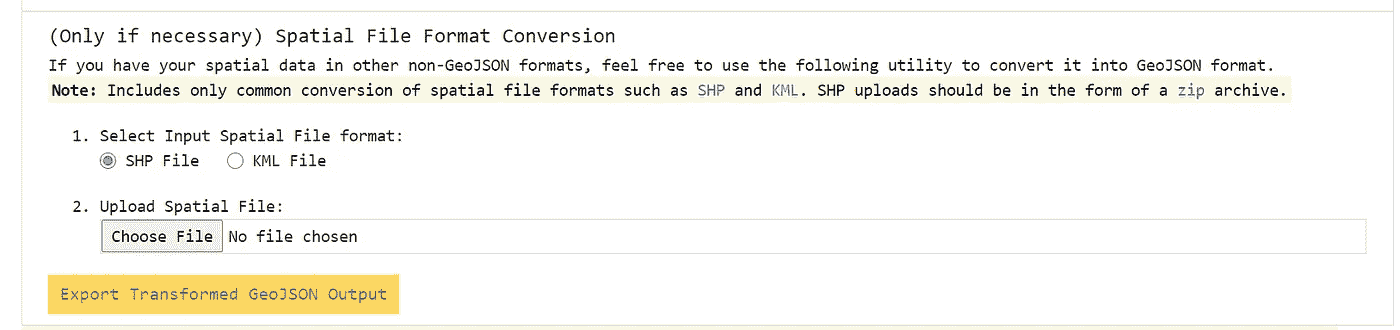 (Only if necessary) Spatial File Format Conversion
If you have your spatial data in other non-GeoJSON formats, feel free to use the following utility to convert it into GeoJSON format.
Note: Includes only common conversion of spatial file formats such as SHP and KML. SHP uploads should be in the form of a zip archive.
1. Select Input Spatial File format:
SHP File KML File
2. Upload Spatial File:
Choose File No file chosen
Export Transformed GeoJSON Output